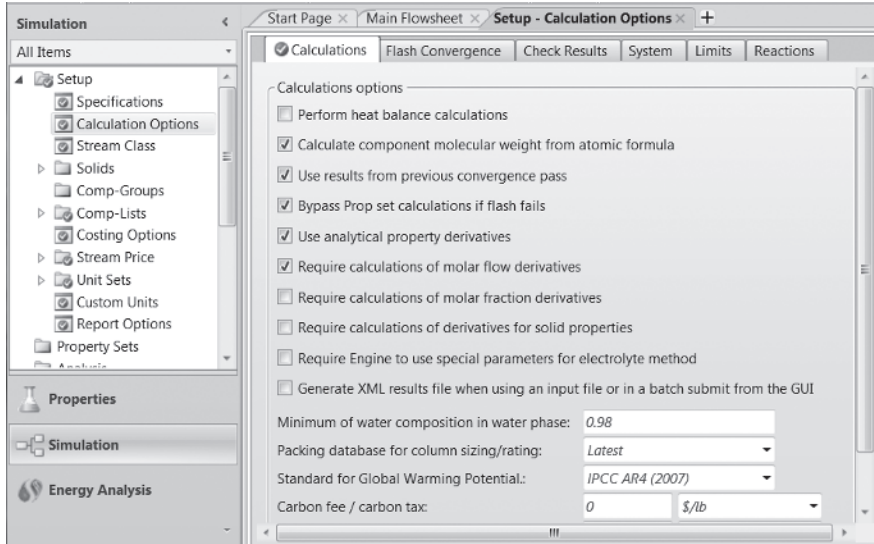 Simulation
All Items
Setup
Specifications
Calculation Options
Stream Class
Solids
Comp-Groups
Comp-Lists
Costing Options
Stream Price
Unit Sets
Custom Units
Report Options
Property Sets
Analysis
Properties
Simulation
Energy Analysis
Start Page
Main Flowsheet
Setup - Calculation Options
Calculations
Flash Convergence
Check Results
System
Limits
Reactions
Calculations options
Perform heat balance calculations
Calculate component molecular weight from atomic formula
Use results from previous convergence pass
Bypass Prop set calculations if flash fails
Use analytical property derivatives
Require calculations of molar flow derivatives
Require calculations of molar fraction derivatives
Require calculations of derivatives for solid properties
Require Engine to use special parameters for electrolyte method
Generate XML results file when using an input file or in a batch submit from the GUI
Minimum of water composition in water phase: 0.98
Packing database for column sizing/rating: Latest
Standard for Global Warming Potential.: IPCC AR4 (2007)
Carbon fee / carbon tax: 0 $/lb